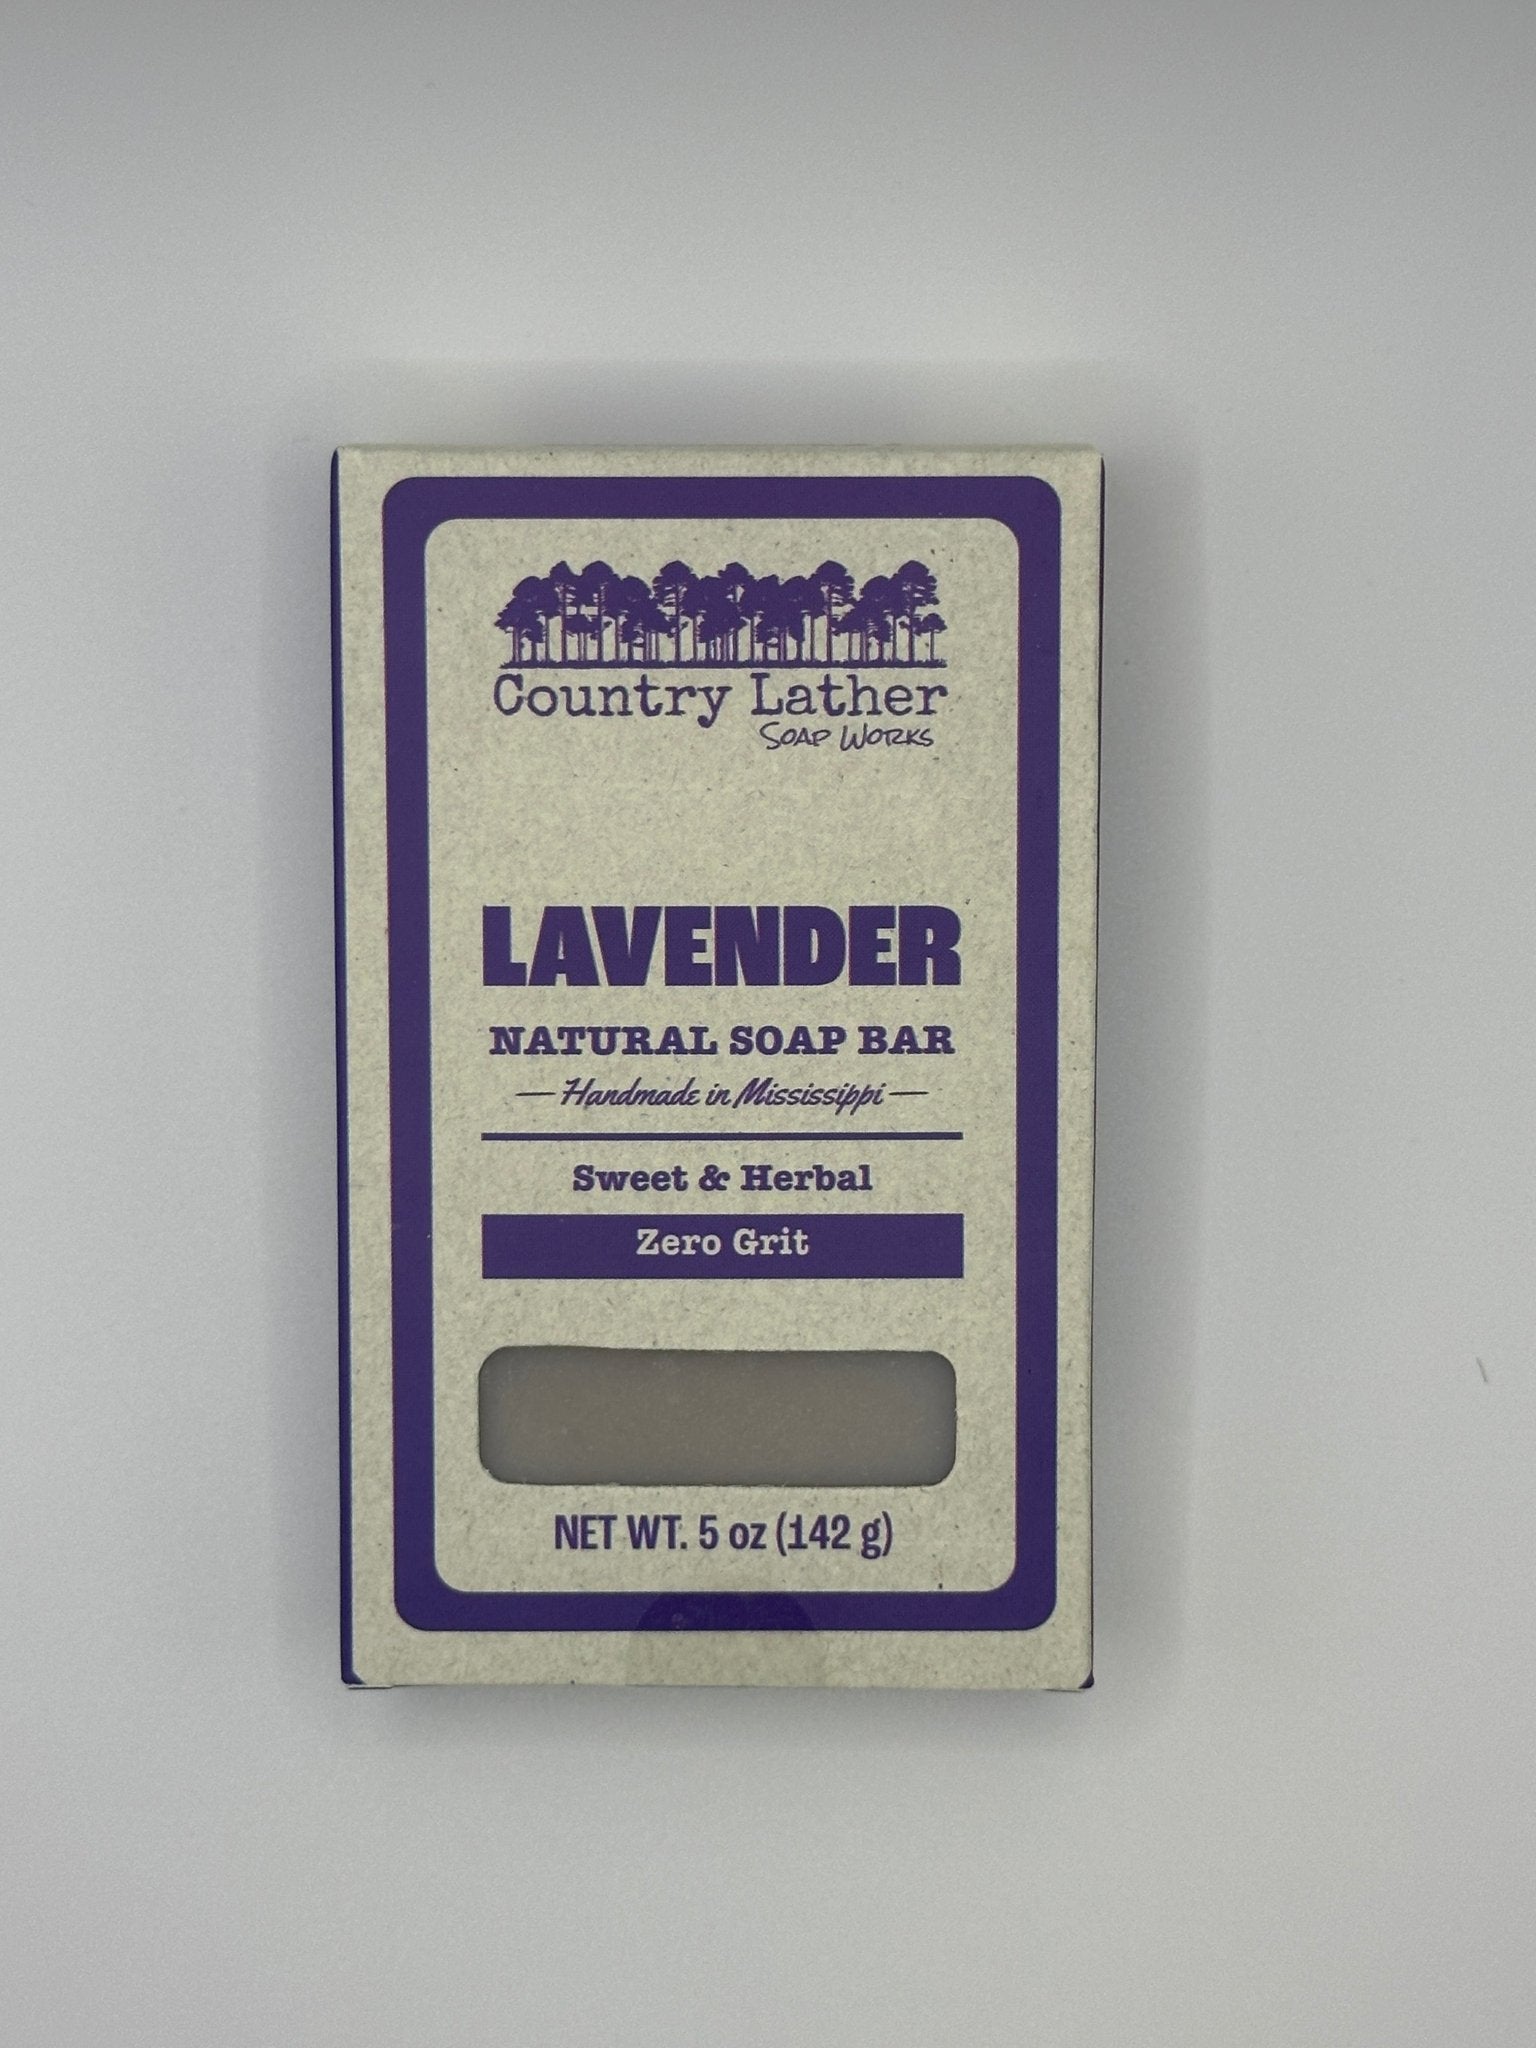 Country Lather
Soap Works
LAVENDER
NATURAL SOAP BAR
Handmade in Mississippi
Sweet & Herbal
Zero Grit
NET WT. 5 oz (142 g)